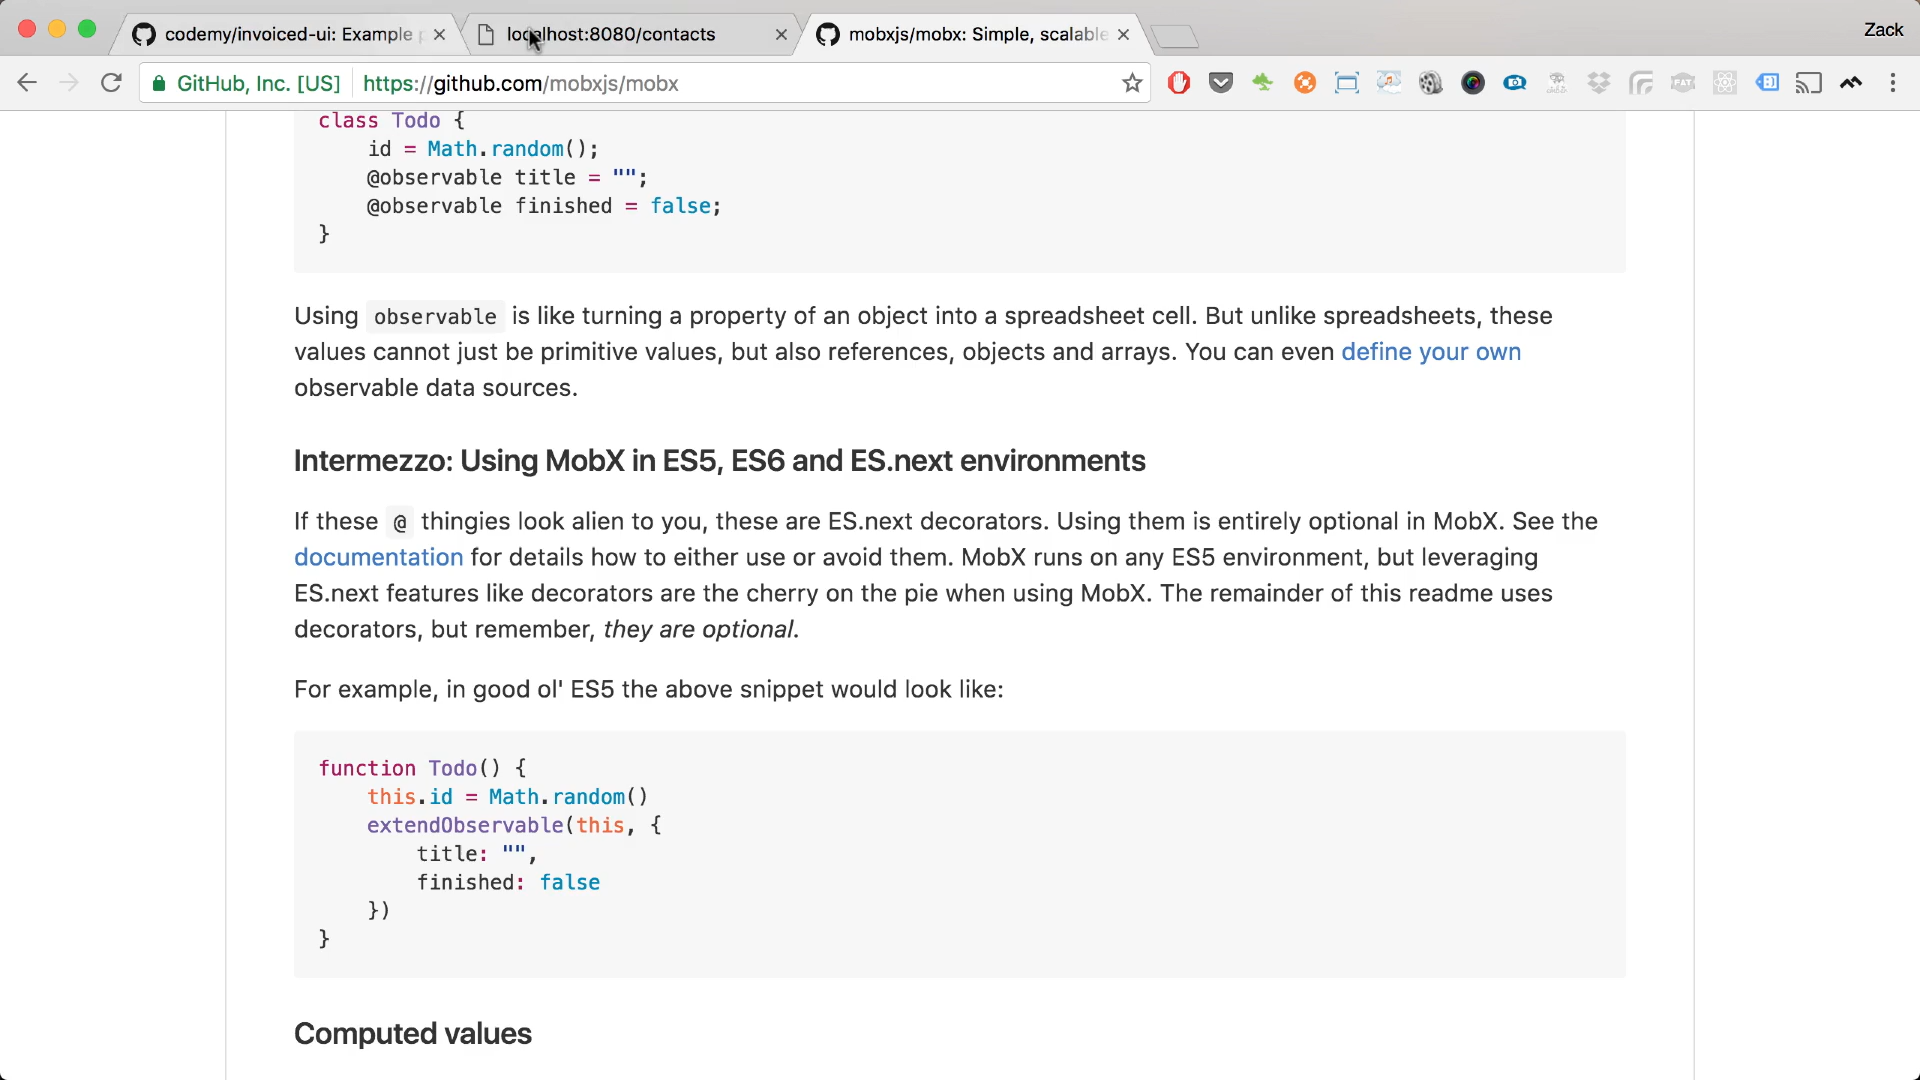 codemy/invoiced-ui: Example p
localhost:8080/contacts
mobxjs/mobx: Simple, scalable
Zack
GitHub, Inc. [US]
https://github.com/mobxjs/mobx
class Todo {
id = Math.random();
@observable title = "";
@observable finished = false;
}
Using observable is like turning a property of an object into a spreadsheet cell. But unlike spreadsheets, these
values cannot just be primitive values, but also references, objects and arrays. You can even define your own
observable data sources.
Intermezzo: Using MobX in ES5, ES6 and ES.next environments
If these @ thingies look alien to you, these are ES.next decorators. Using them is entirely optional in MobX. See the
documentation for details how to either use or avoid them. MobX runs on any ES5 environment, but leveraging
ES.next features like decorators are the cherry on the pie when using MobX. The remainder of this readme uses
decorators, but remember, they are optional.
For example, in good ol' ES5 the above snippet would look like:
function Todo() {
this.id = Math.random()
extendObservable(this, {
title: "",
finished: false
})
}
Computed values